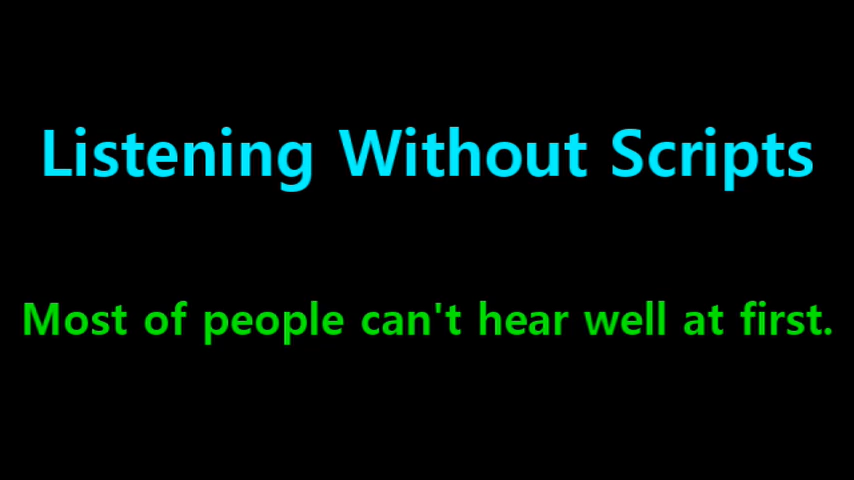 Listening Without Scripts
Most of people can't hear well at first.